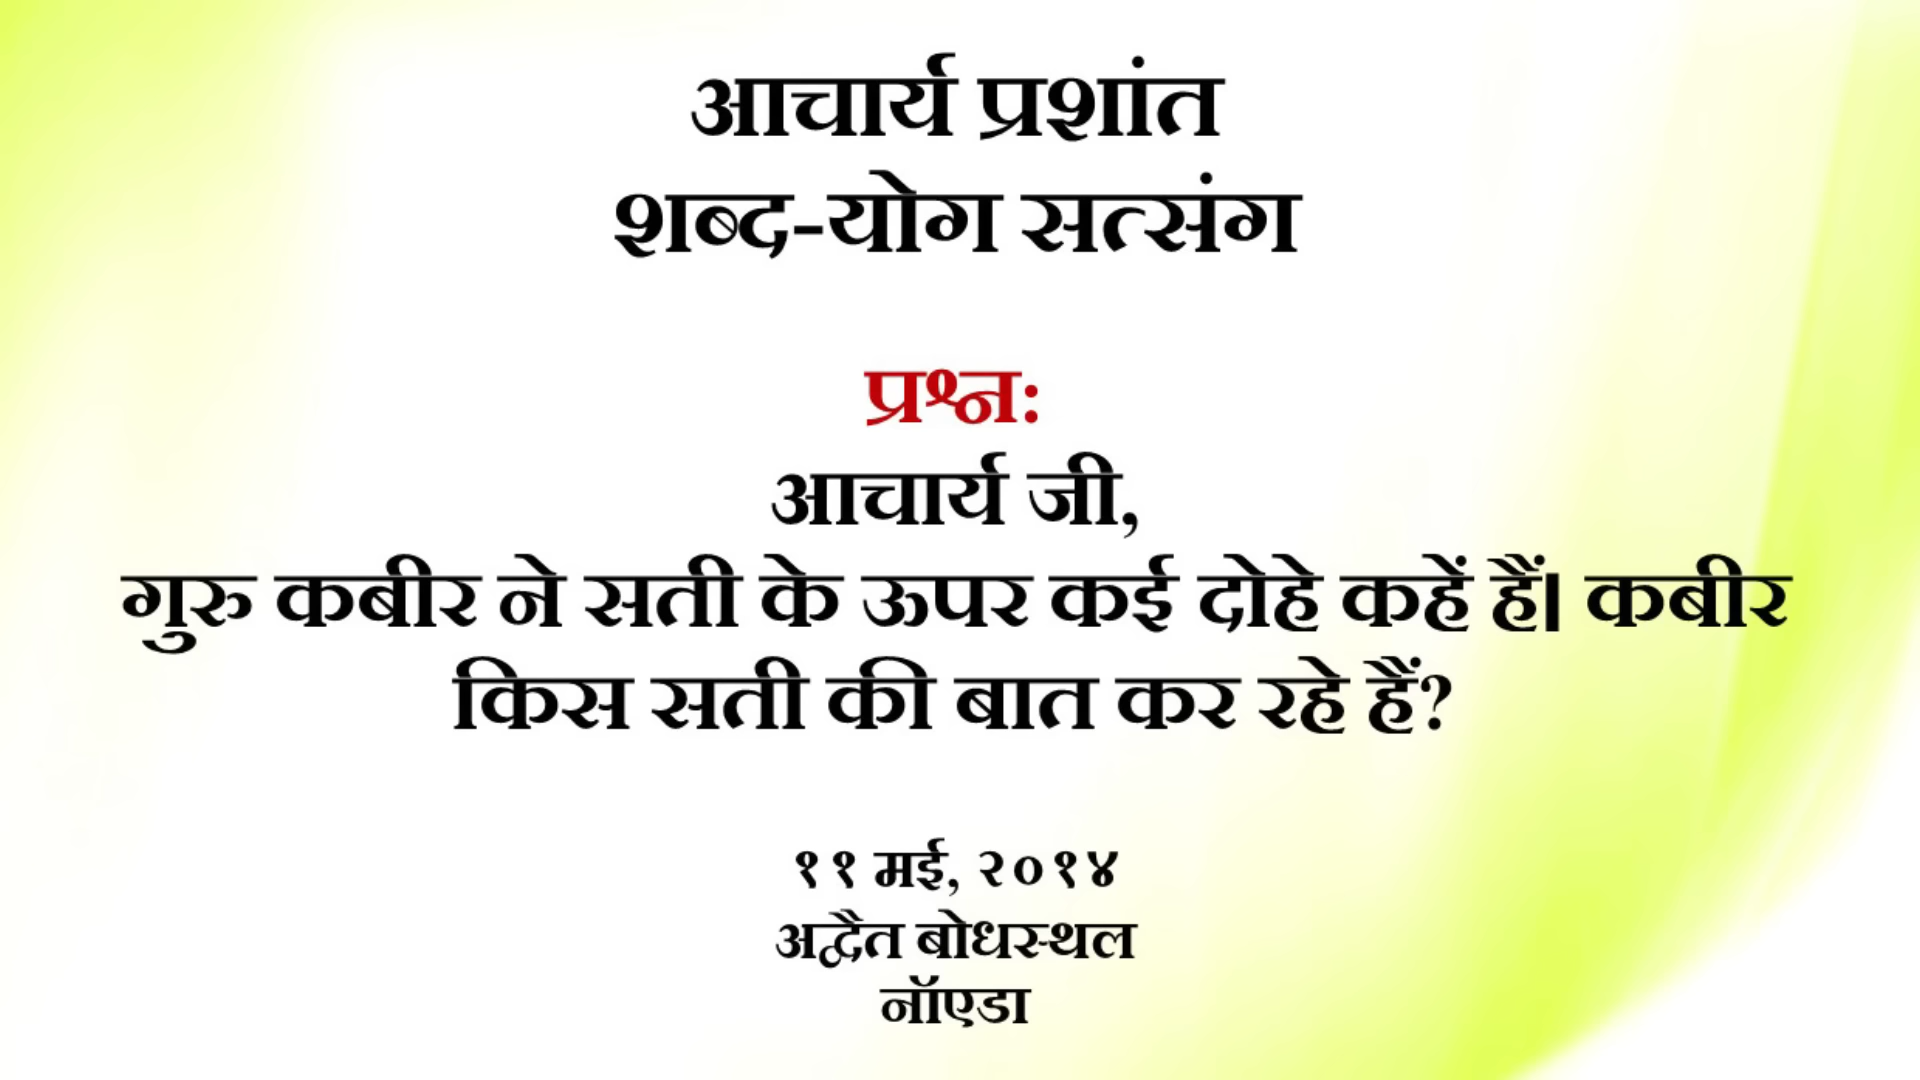 आचार्य प्रशांत
शब्द-योग सत्संग
प्रश्न:
आचार्य जी,
गुरु कबीर ने सती के ऊपर कई दोहे कहें हैं। कबीर
किस सती की बात कर रहे हैं?
११ मई, २०१४
अद्वैत बोधस्थल
नॉएडा